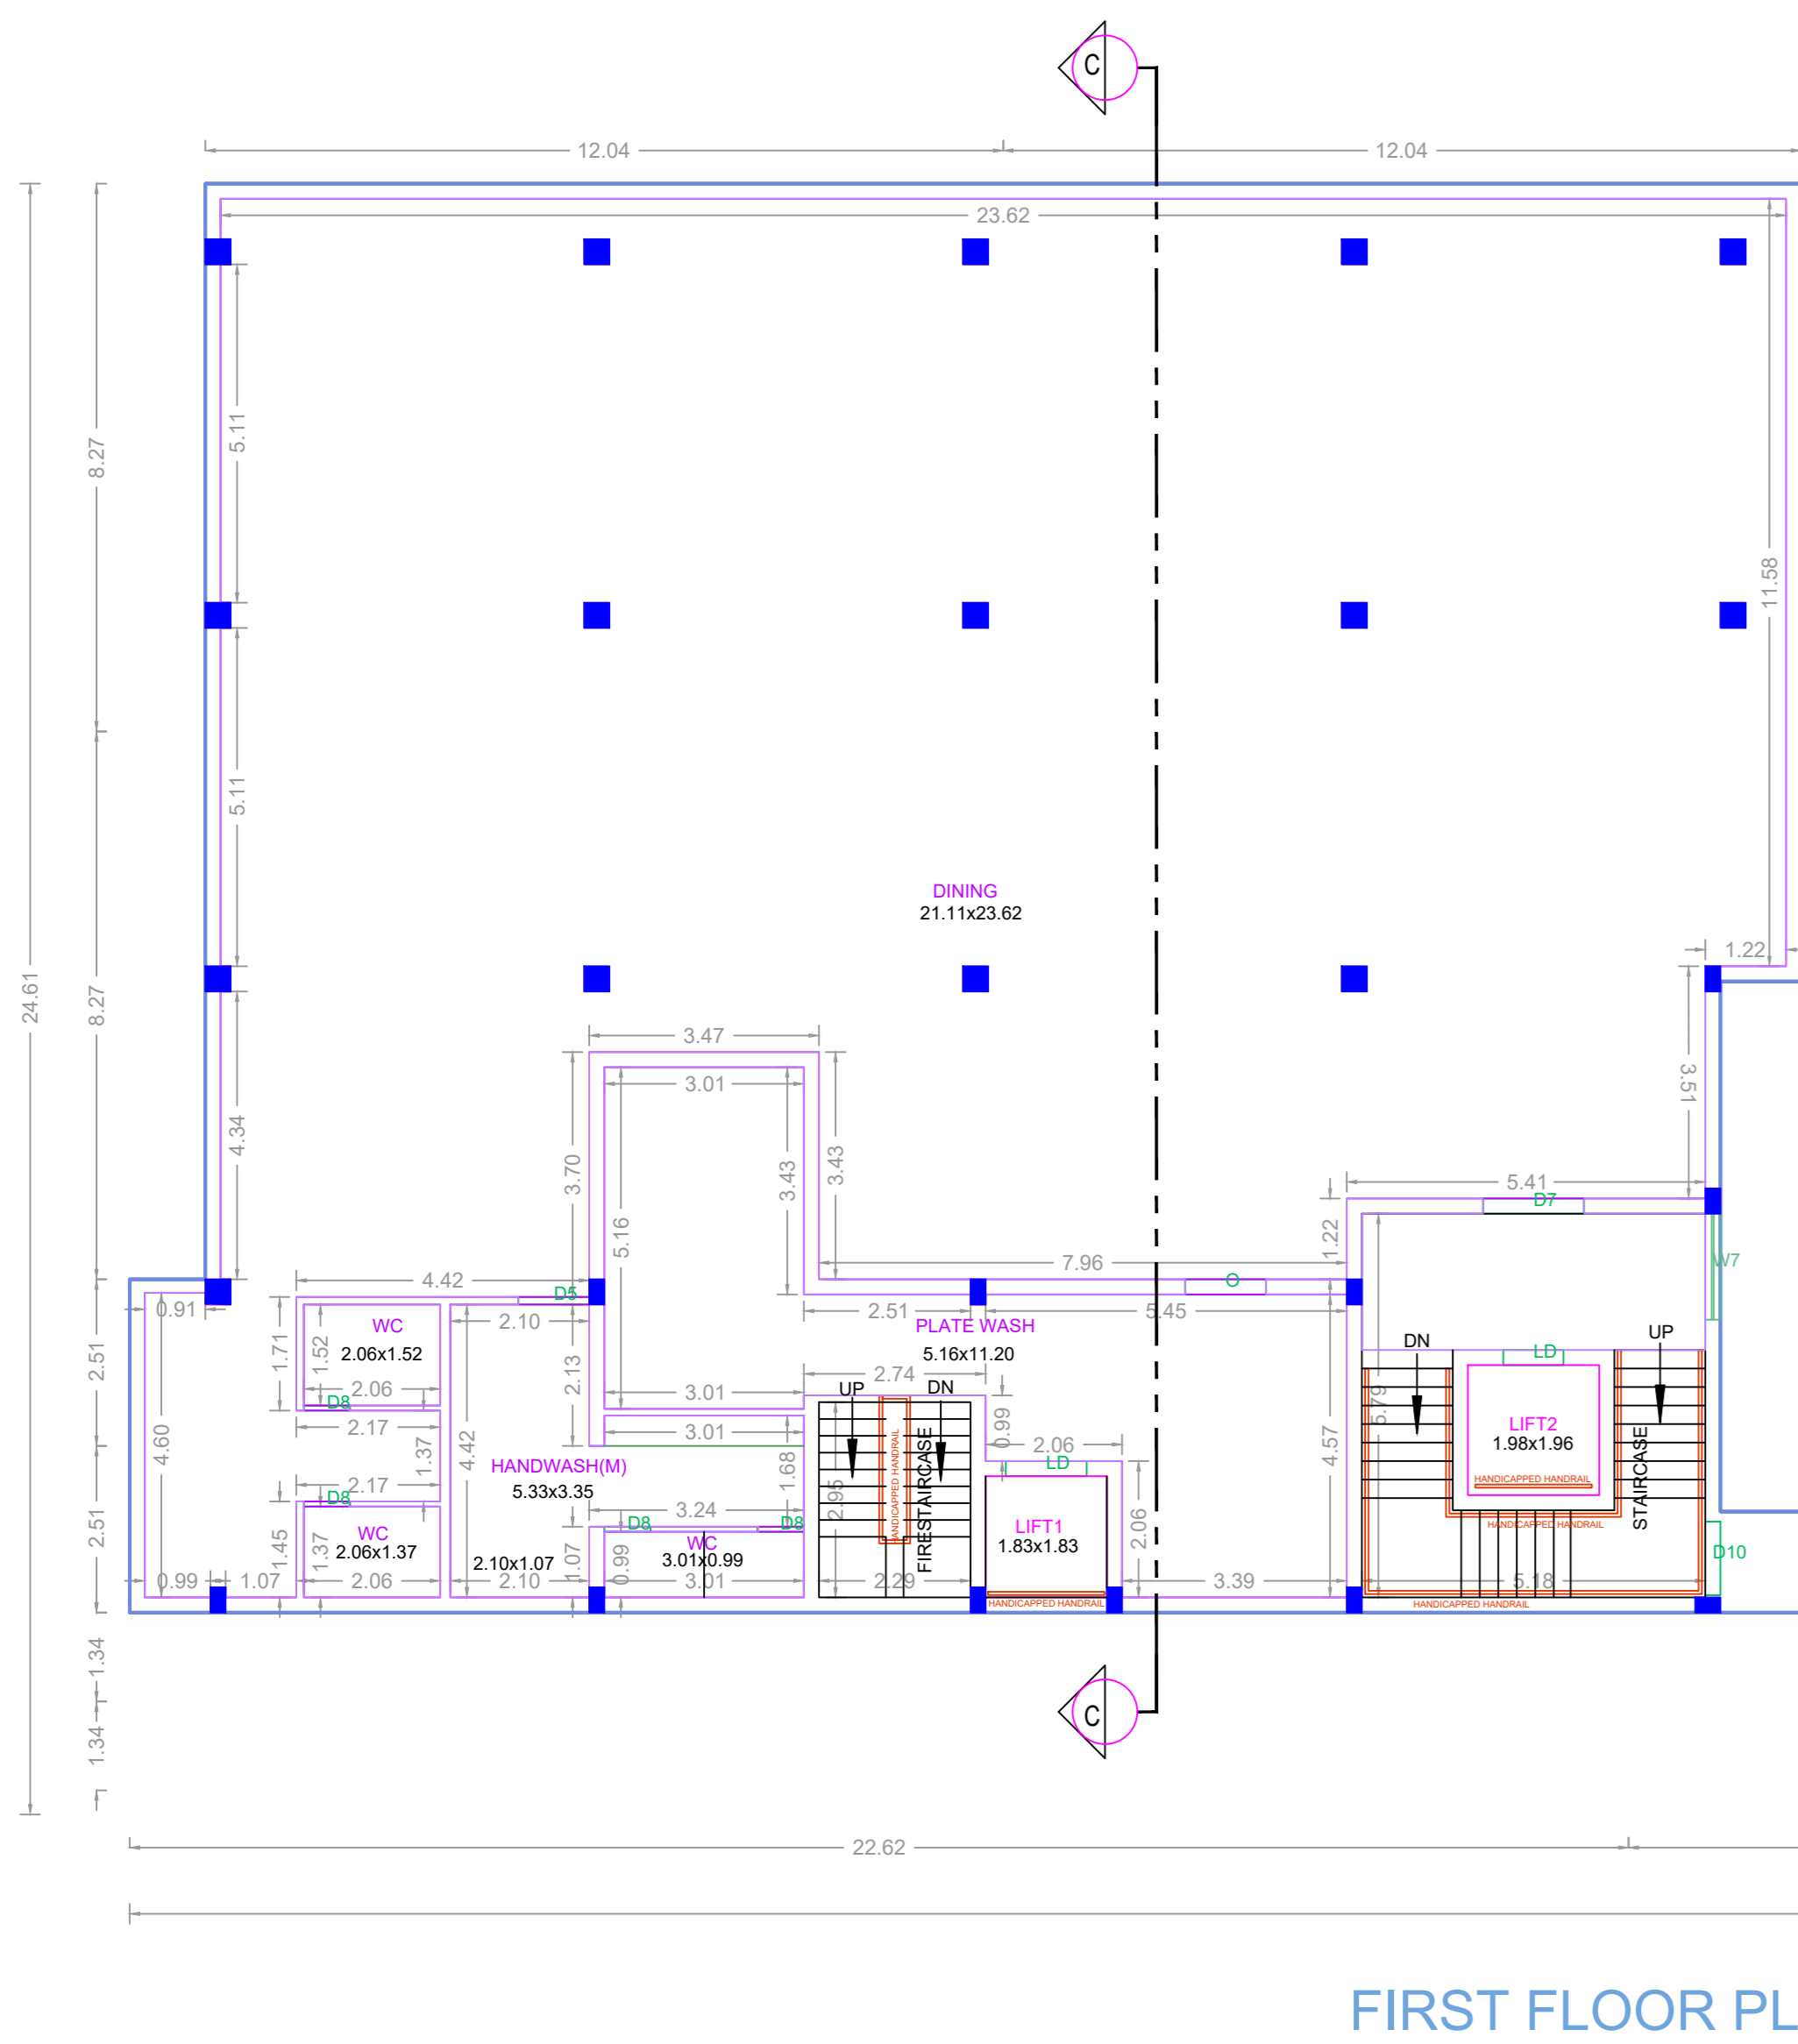 C
12.04
12.04
23.62
5.11
8.27
11.58
5.11
DINING
21.11x23.62
1.22
24.61
8.27
3.47
3.51
3.01
4.34
3.70
3.43
3.43
5.41
D7
5.16
1.22
7.96
W7
4.42
D5
O
0.91
2.51
5.45
2.10
WC
PLATE WASH
2.06x1.52
5.16x11.20
1.71
1.52
2.13
DN
UP
LD
2.51
2.74
2.06
3.01
UP
DN
D8
5.79
2.17
3.01
0.99
2.06
LIFT2
1.98x1.96
4.60
1.37
4.42
4.57
LD
HANDWASH(M)
5.33x3.35
1.68
2.95
HANDICAPPED HANDRAIL
FIRESTAIRCASE
HANDICAPPED HANDRAIL
STAIRCASE
2.17
D8
3.24
D8
D8
LIFT1
1.83x1.83
2.06
HANDICAPPED HANDRAIL
2.51
1.45
1.37
WC
2.06x1.37
2.10x1.07
1.07
0.99
WC
3.01x0.99
D10
0.99
1.07
2.06
2.10
3.01
2.29
3.39
5.18
HANDICAPPED HANDRAIL
HANDICAPPED HANDRAIL
1.34
1.34
C
22.62
FIRST FLOOR PL